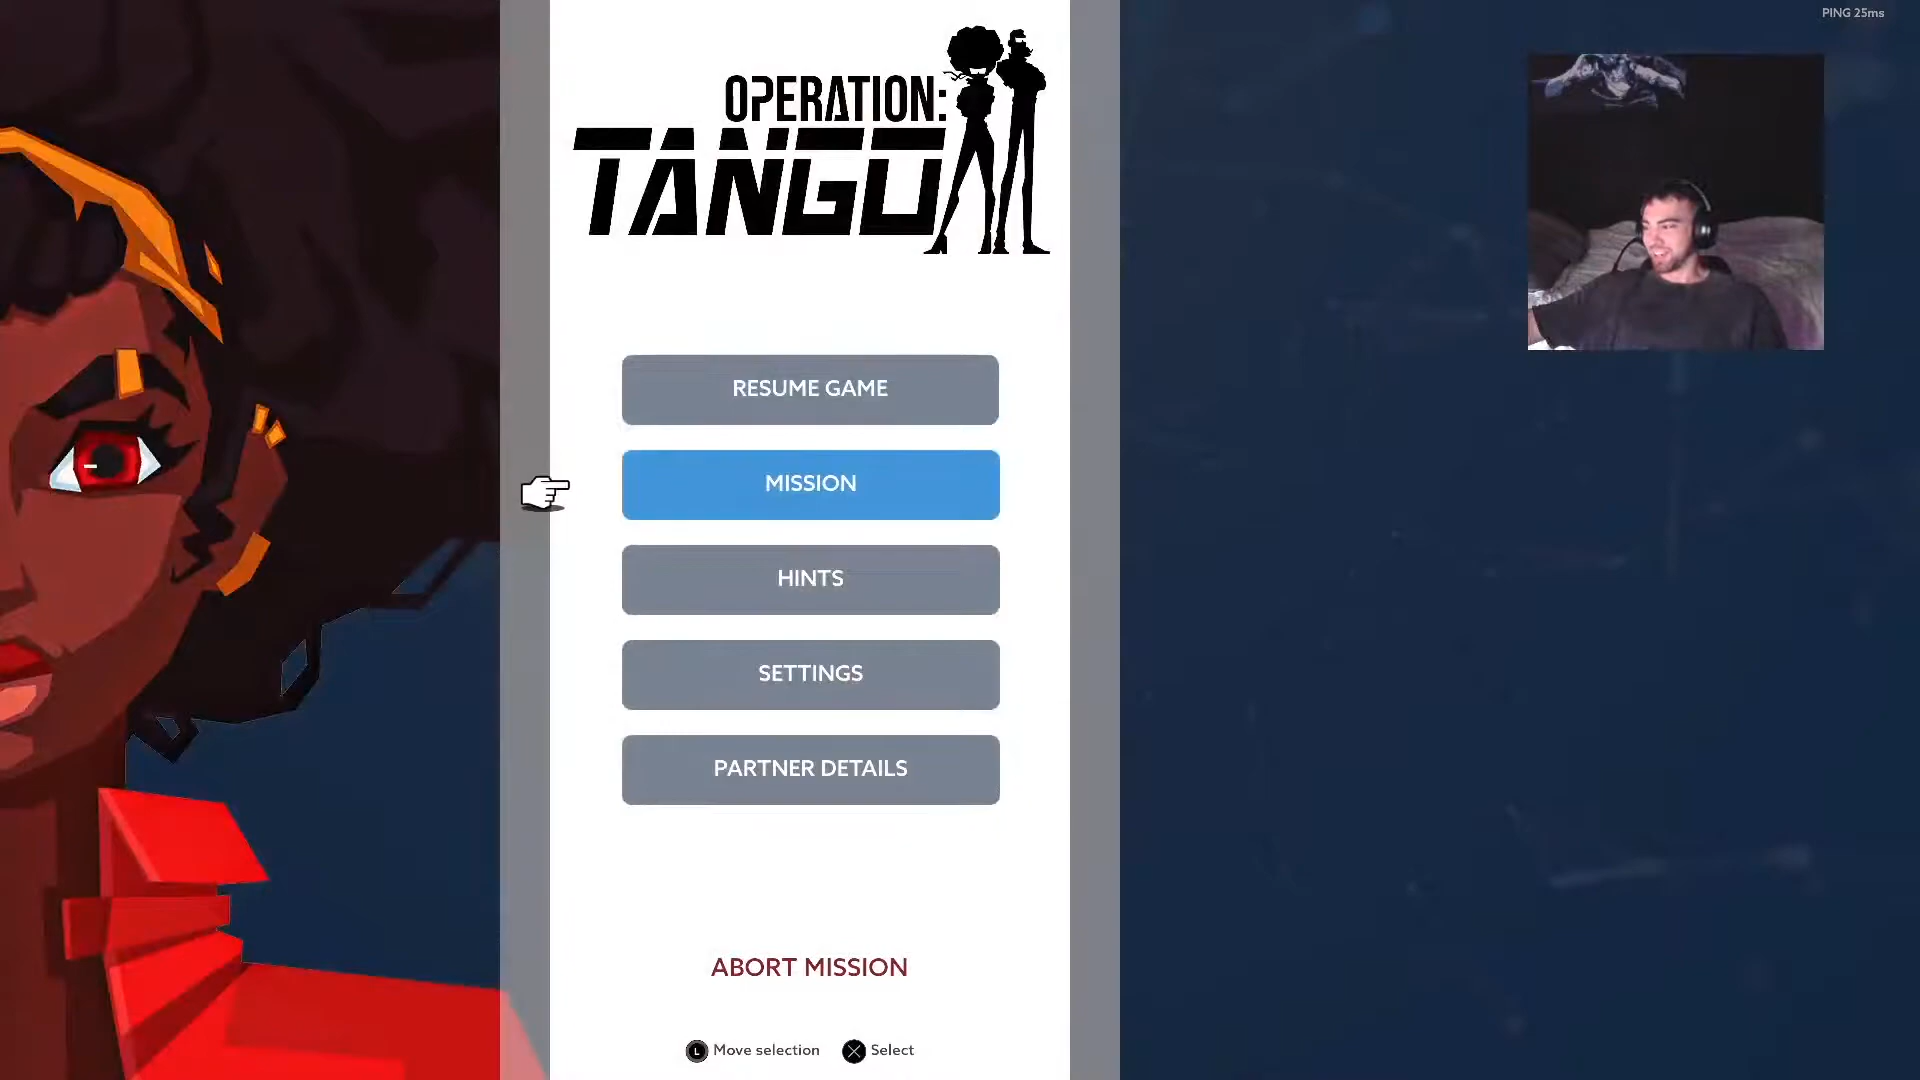 PING 25ms
OPERATION:
TANGO
RESUME GAME
MISSION
HINTS
SETTINGS
PARTNER DETAILS
ABORT MISSION
L Move selection Select